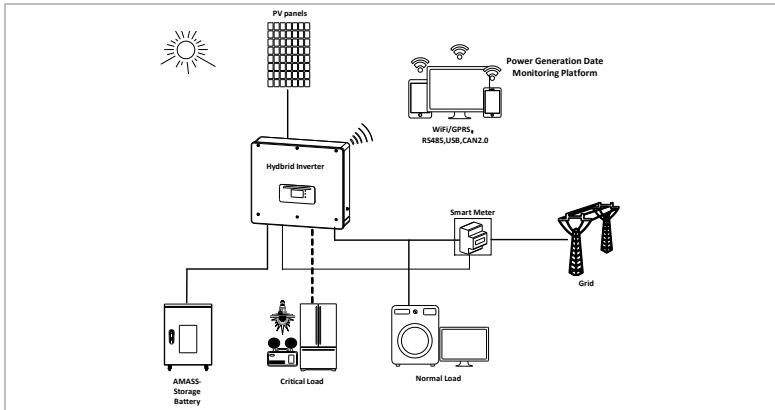 PV panels
Power Generation Date
Monitoring Platform
WiFi/GPRS,
RS485,USB,CAN2.0
Hydbrid Inverter
Smart Meter
Grid
AMASS-
Storage
Battery
Critical Load
Normal Load